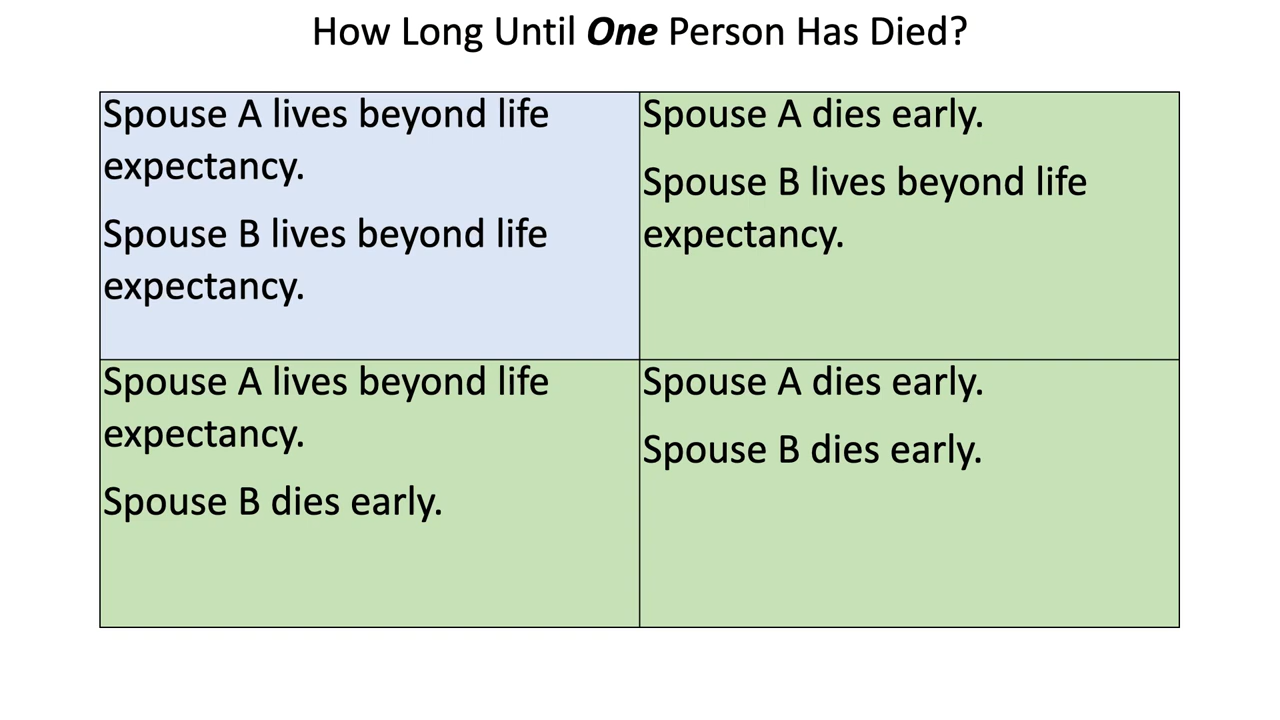 How Long Until One Person Has Died?
Spouse A lives beyond life
expectancy.
Spouse B lives beyond life
expectancy.
Spouse A dies early.
Spouse B lives beyond life
expectancy.
Spouse A lives beyond life
expectancy.
Spouse B dies early.
Spouse A dies early.
Spouse B dies early.